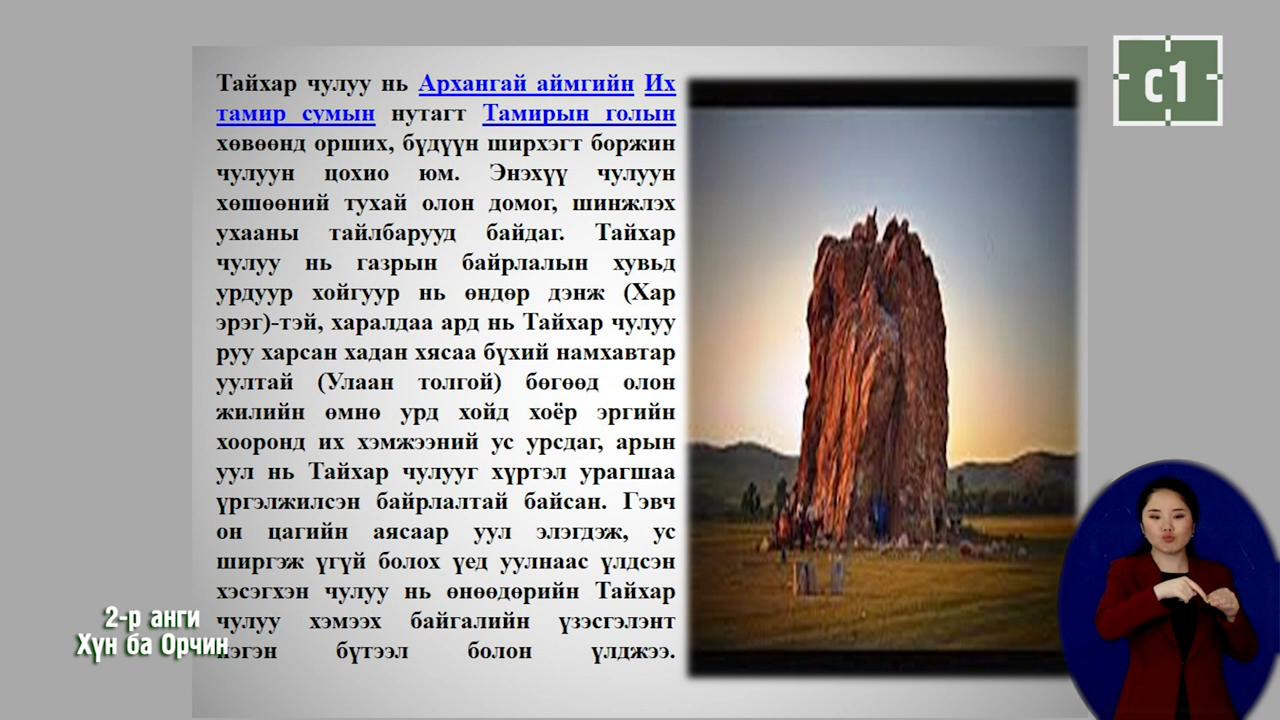 Тайхар чулуу нь Архангай аймгийн Их
тамир сумын нутагт Тамирын голын
хөвөөнд орших, бүдүүн ширхэгт боржин
чулуун цохио юм. Энэхүү чулуун
хөшөөний тухай олон домог, шинжлэх
ухааны тайлбарууд байдаг. Тайхар
чулуу нь газрын байрлалын хувьд
урдуур хойгуур нь өндөр дэнж (Хар
эрэг)-тэй, харалдаа ард нь Тайхар чулуу
руу харсан хадан хясаа бүхий намхавтар
уултай (Улаан толгой) бөгөөд олон
жилийн өмнө урд хойд хоёр эргийн
хооронд их хэмжээний ус урсдаг, арын
уул нь Тайхар чулууг хүртэл урагшаа
үргэлжилсэн байрлалтай байсан. Гэвч
он цагийн аясаар уул элэгдэж, ус
ширгэж үгүй болох үед уулнаас үлдсэн
хэсэгхэн чулуу нь өнөөдөрийн Тайхар
чулуу хэмээх байгалийн үзэсгэлэнт
нэгэн бүтээл болон үлджээ.
c1
2-р анги
Хүн ба Орчин